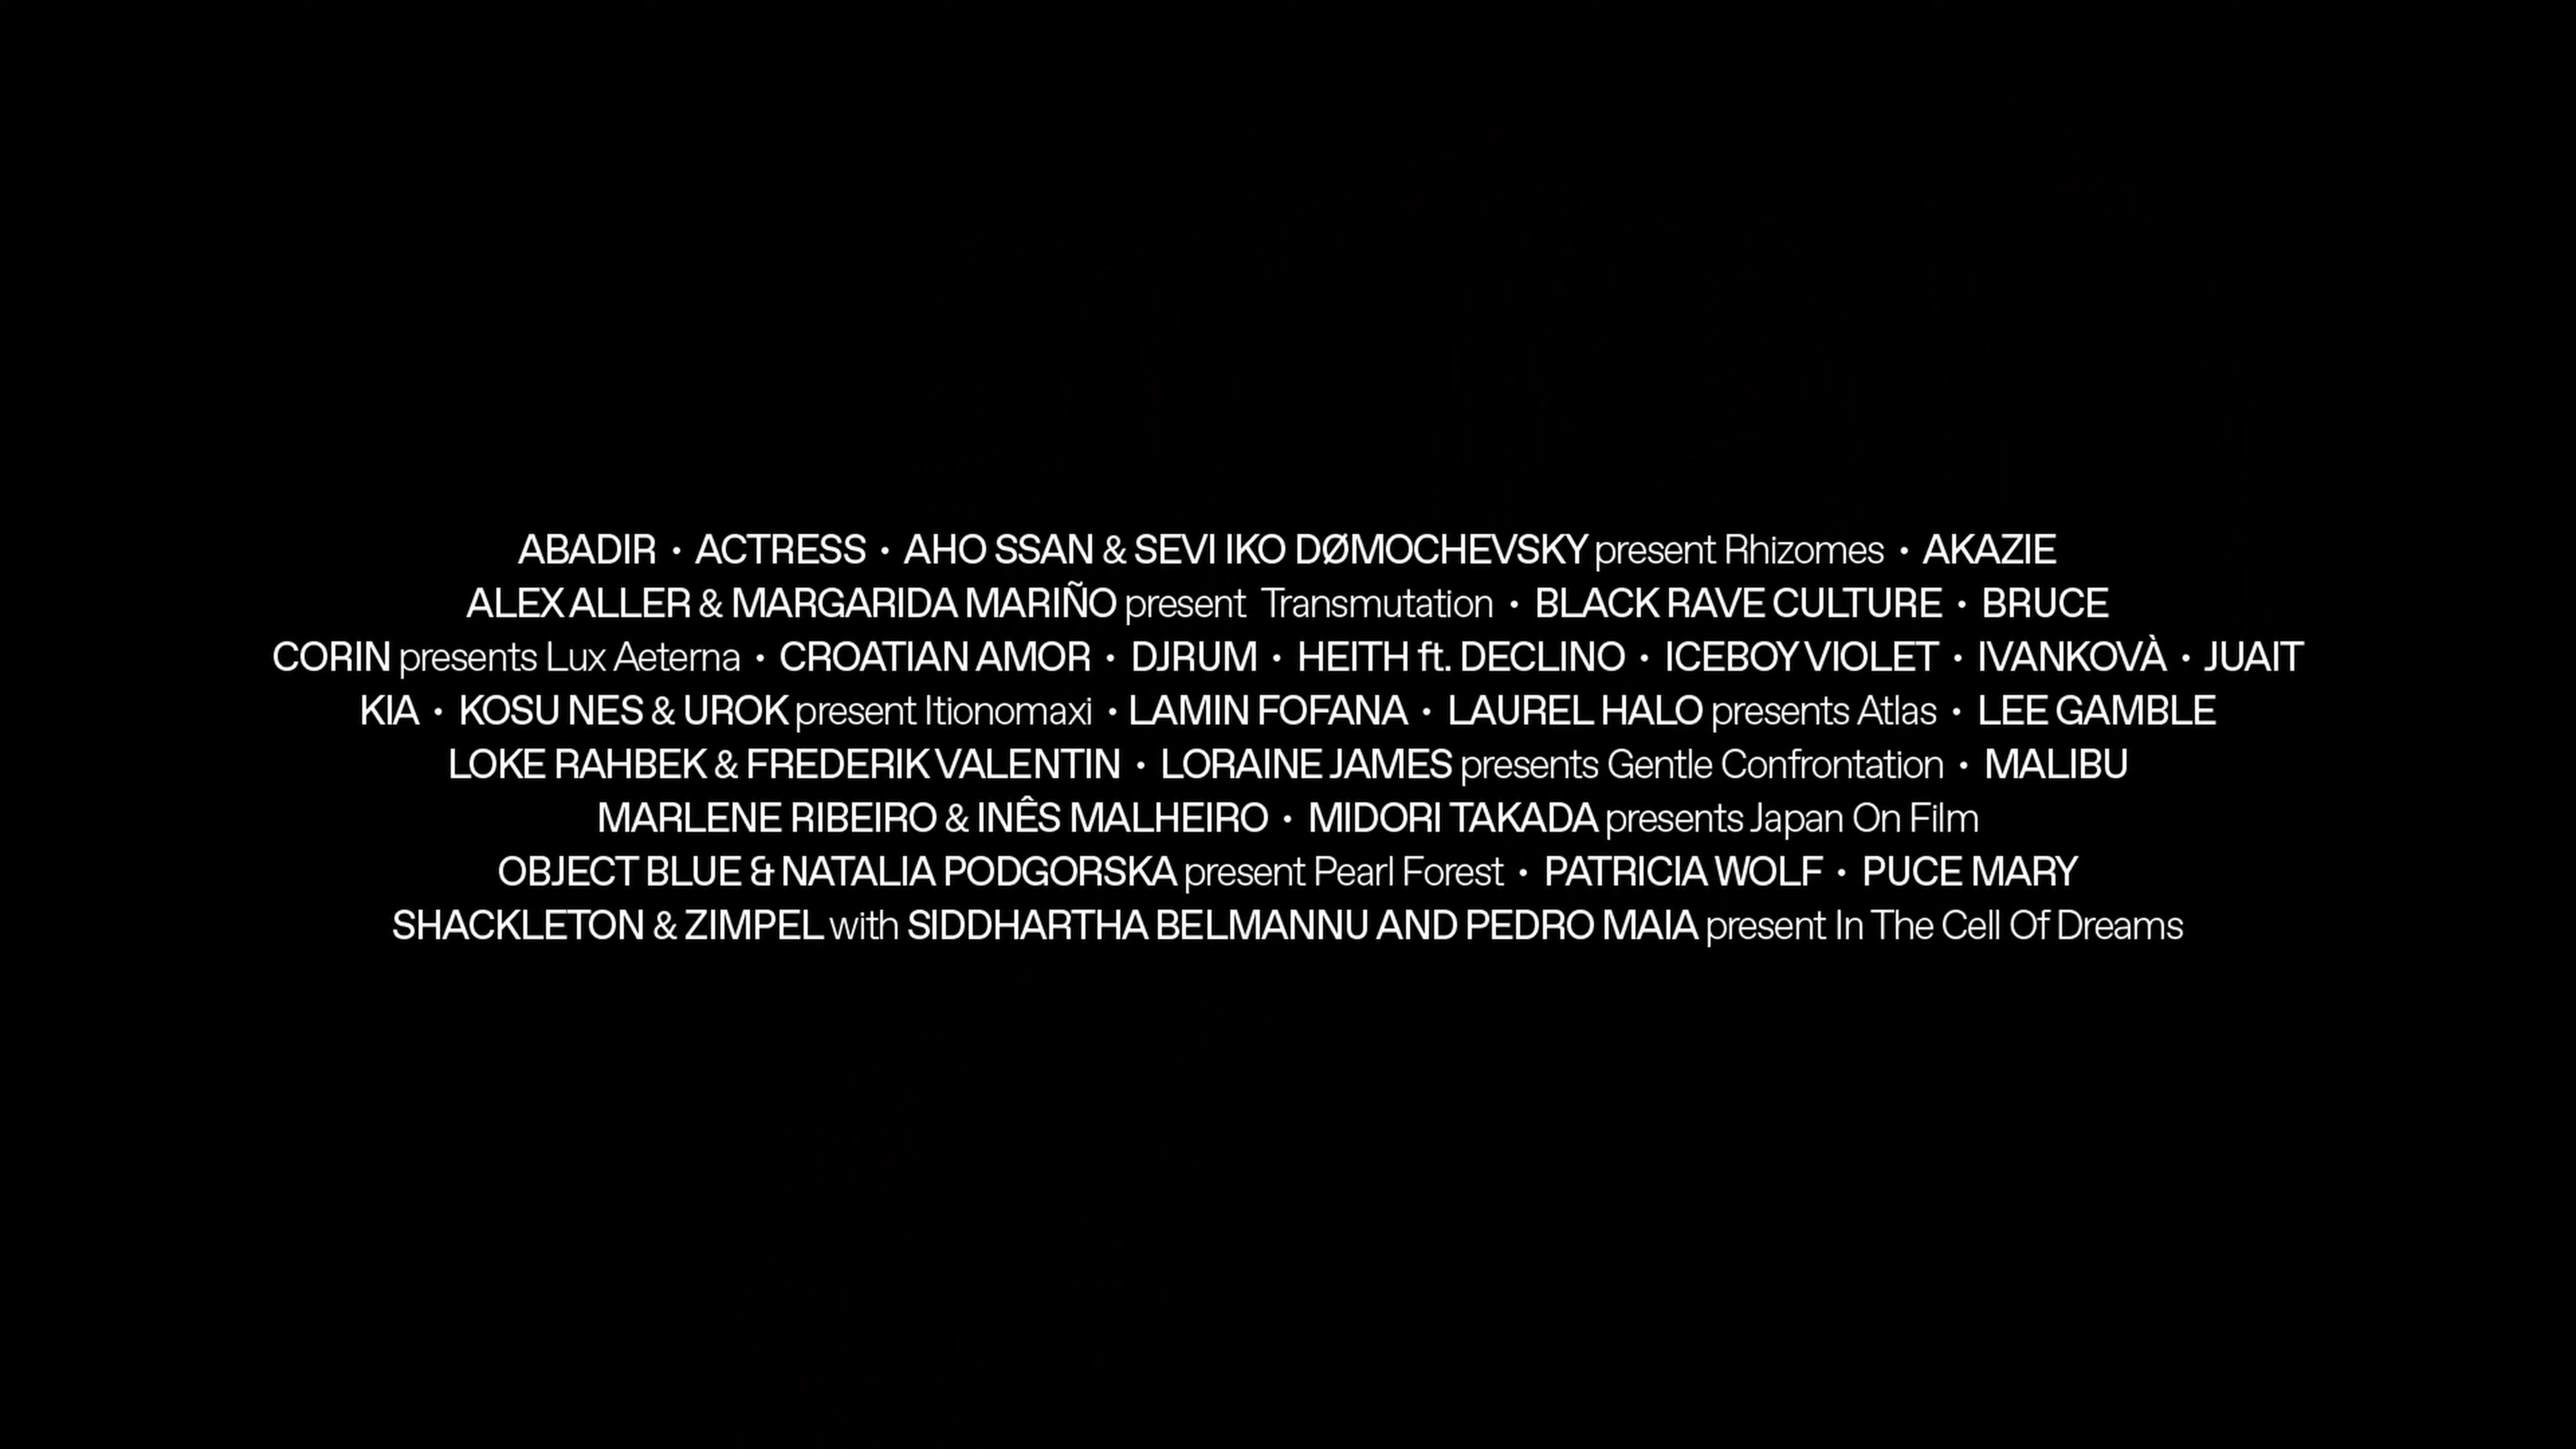 ABADIR • ACTRESS • AHO SSAN & SEVI IKO DØMOCHEVSKY present Rhizomes • AKAZIE
ALEX ALLER & MARGARIDA MARIÑO present Transmutation • BLACK RAVE CULTURE • BRUCE
CORIN presents Lux Aeterna • CROATIAN AMOR • DJRUM • HEITH ft. DECLINO • ICEBOY VIOLET • IVANKOVÀ • JUAIT
KIA • KOSU NES & UROK present Itionomaxi • LAMIN FOFANA • LAUREL HALO presents Atlas • LEE GAMBLE
LOKE RAHBEK & FREDERIK VALENTIN • LORAINE JAMES presents Gentle Confrontation • MALIBU
MARLENE RIBEIRO & INÊS MALHEIRO • MIDORI TAKADA presents Japan On Film
OBJECT BLUE & NATALIA PODGORSKA present Pearl Forest • PATRICIA WOLF • PUCE MARY
SHACKLETON & ZIMPEL with SIDDHARTHA BELMANNU AND PEDRO MAIA present In The Cell Of Dreams